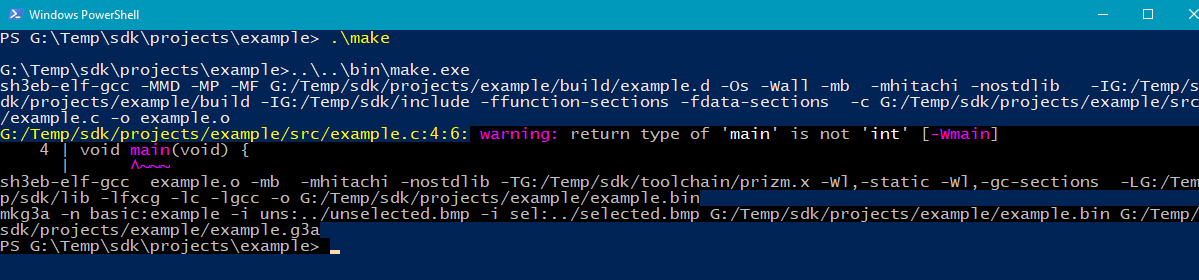 Windows PowerShell
PS G:\Temp\sdk\projects\example> .\make
G:\Temp\sdk\projects\example>..\..\bin\make.exe
sh3eb-elf-gcc -MMD -MP -MF G:/Temp/sdk/projects/example/build/example.d -Os -Wall -mb -mhitachi -nostdlib -IG:/Temp/s
dk/projects/example/build -IG:/Temp/sdk/include -ffunction-sections -fdata-sections -c G:/Temp/sdk/projects/example/src
/example.c -o example.o
G:/Temp/sdk/projects/example/src/example.c:4:6: warning: return type of 'main' is not 'int' [-Wmain]
4 | void main(void) {
| ^~~~
sh3eb-elf-gcc example.o -mb -mhitachi -nostdlib -TG:/Temp/sdk/toolchain/prizm.x -Wl,-static -Wl,-gc-sections -LG:/Tem
p/sdk/lib -lfxcg -lc -lgcc -o G:/Temp/sdk/projects/example/example.bin
mkg3a -n basic:example -i uns:../unselected.bmp -i sel:../selected.bmp G:/Temp/sdk/projects/example/example.bin G:/Temp/
sdk/projects/example/example.g3a
PS G:\Temp\sdk\projects\example>